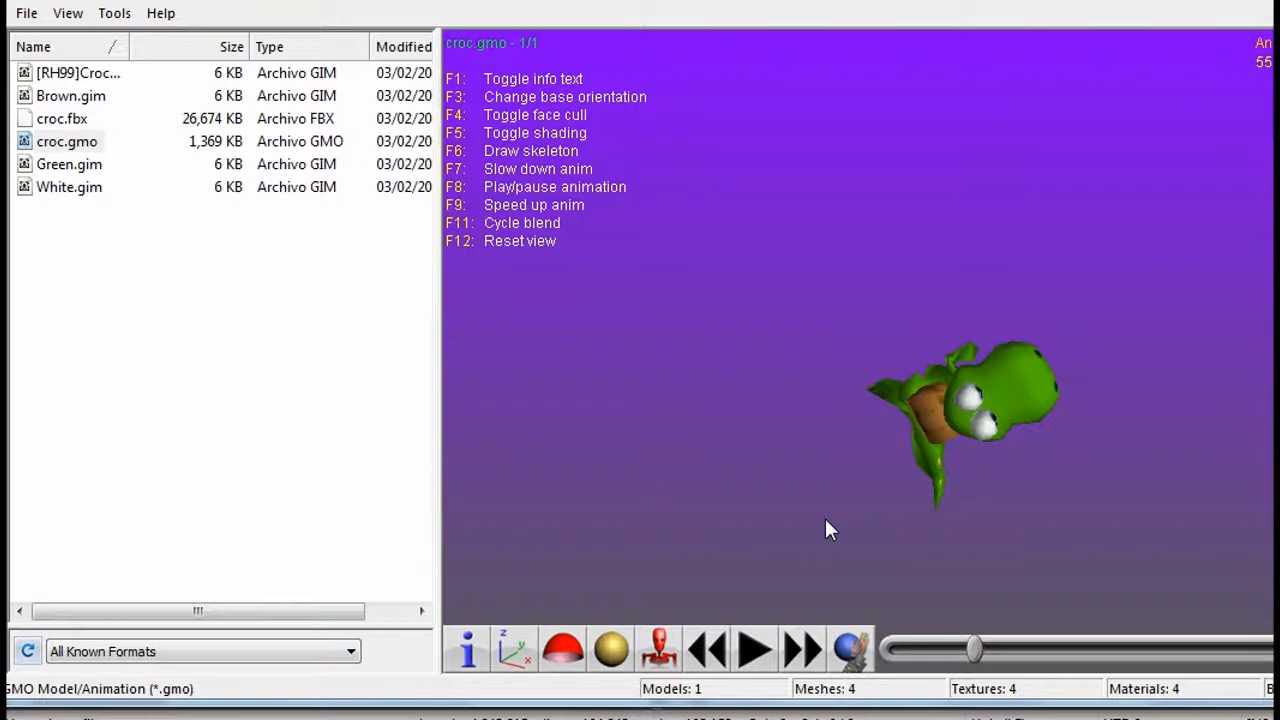 File View Tools Help
Name / Size Type Modified
[RH99]Croc... 6 KB Archivo GIM 03/02/20
Brown.gim 6 KB Archivo GIM 03/02/20
croc.fbx 26,674 KB Archivo FBX 03/02/20
croc.gmo 1,369 KB Archivo GMO 03/02/20
Green.gim 6 KB Archivo GIM 03/02/20
White.gim 6 KB Archivo GIM 03/02/20
All Known Formats
croc.gmo - 1/1
An
55
F1: Toggle info text
F3: Change base orientation
F4: Toggle face cull
F5: Toggle shading
F6: Draw skeleton
F7: Slow down anim
F8: Play/pause animation
F9: Speed up anim
F11: Cycle blend
F12: Reset view
z y x
i
GMO Model/Animation (*.gmo) Models: 1 Meshes: 4 Textures: 4 Materials: 4